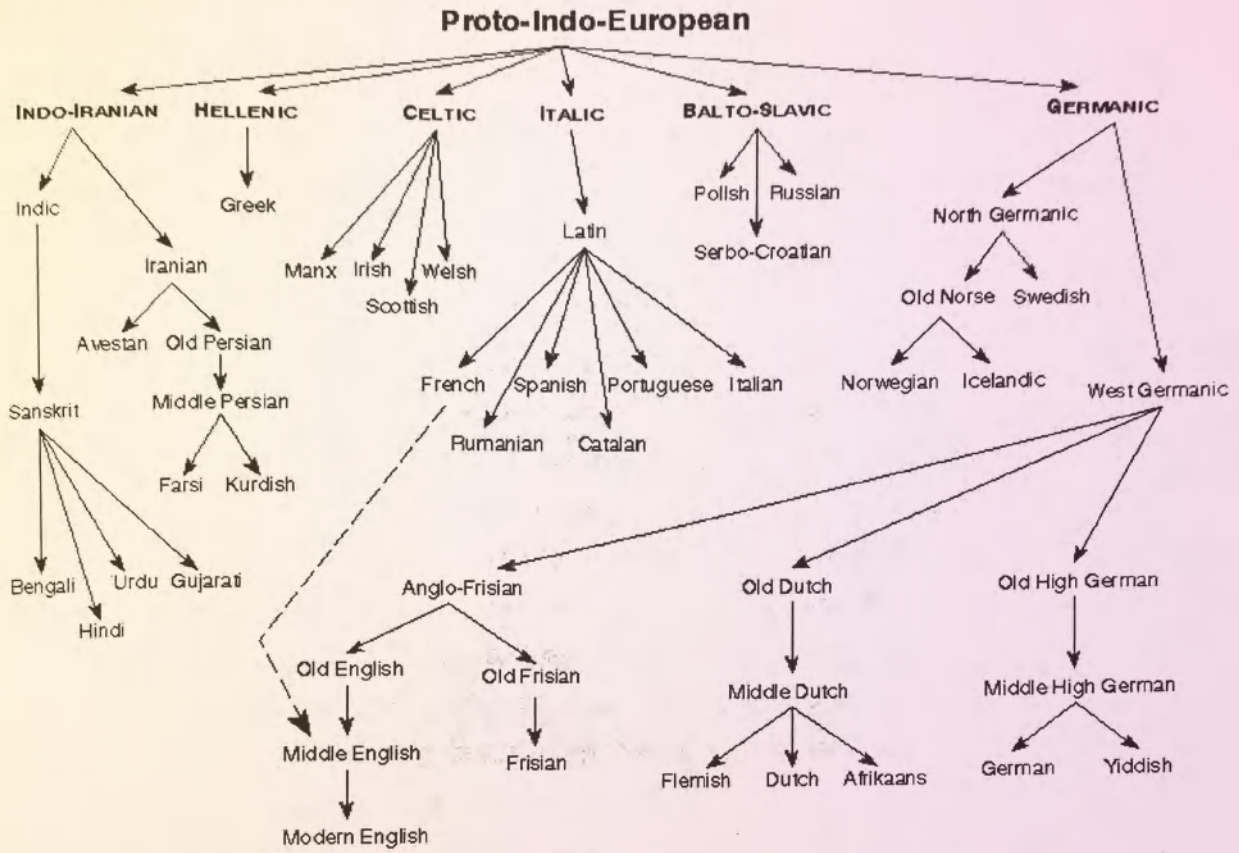 Proto-Indo-European
INDO-IRANIAN HELLENIC CELTIC ITALIC BALTO-SLAVIC GERMANIC
Indic Greek Polish Russian North Germanic
Latin
Iranian Manx Irish Welsh Serbo-Croatian
Scottish Old Norse Swedish
Avestan Old Persian
French Spanish Portuguese Italian Norwegian Icelandic West Germanic
Sanskrit Middle Persian
Rumanian Catalan
Farsi Kurdish
Bengali Urdu Gujarati Anglo-Frisian Old Dutch Old High German
Hindi
Old English Old Frisian
Middle Dutch Middle High German
Middle English Frisian
Flemish Dutch Afrikaans German Yiddish
Modern English